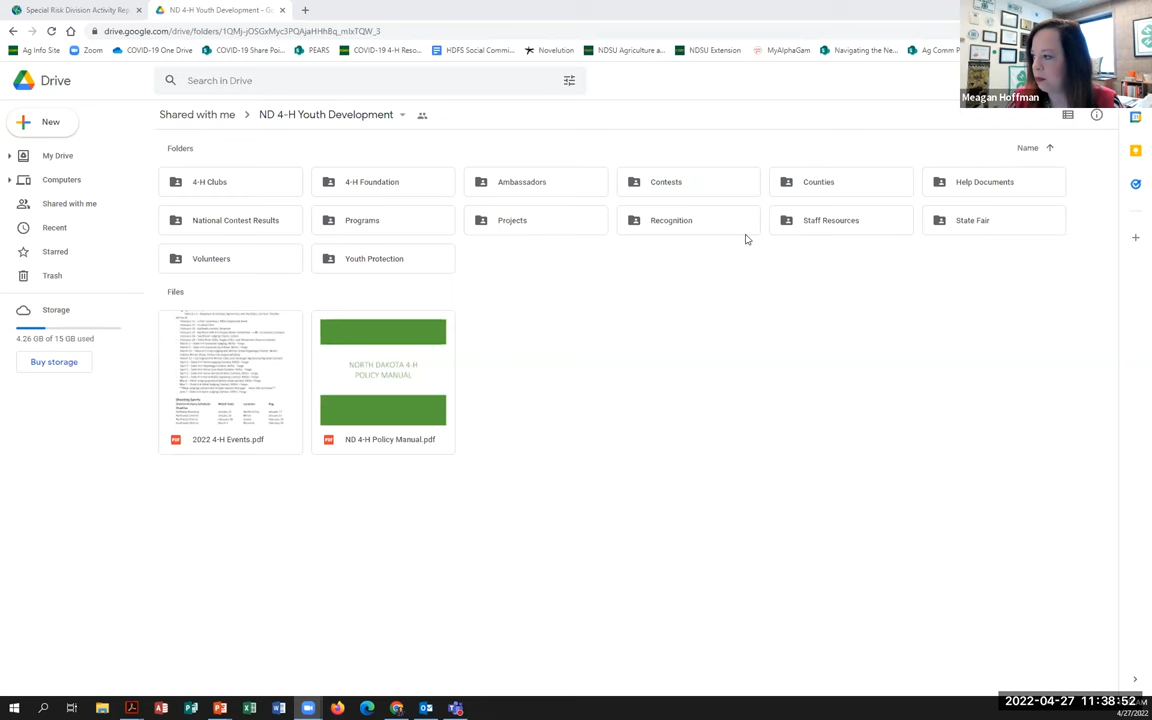 Special Risk Division Activity Rep
ND 4-H Youth Development - Go
drive.google.com/drive/folders/1QMj-jOSGxMyc3PQAjaHHhBq_mIxTQW_3
Ag Info Site
Zoom
COVID-19 One Drive
COVID-19 Share Poi...
PEARS
COVID-19 4-H Reso...
HDFS Social Commi...
Novelution
NDSU Agriculture a...
NDSU Extension
MyAlphaGam
Navigating the Ne...
Ag Comm P
Meagan Hoffman
Drive
Search in Drive
New
Shared with me > ND 4-H Youth Development
My Drive
Computers
Shared with me
Recent
Starred
Trash
Storage
4.26 GB of 15 GB used
Buy storage
Folders
Name
4-H Clubs
4-H Foundation
Ambassadors
Contests
Counties
Help Documents
National Contest Results
Programs
Projects
Recognition
Staff Resources
State Fair
Volunteers
Youth Protection
Files
NORTH DAKOTA 4-H
POLICY MANUAL
2022 4-H Events.pdf
ND 4-H Policy Manual.pdf
2022-04-27 11:38:52
4/27/2022